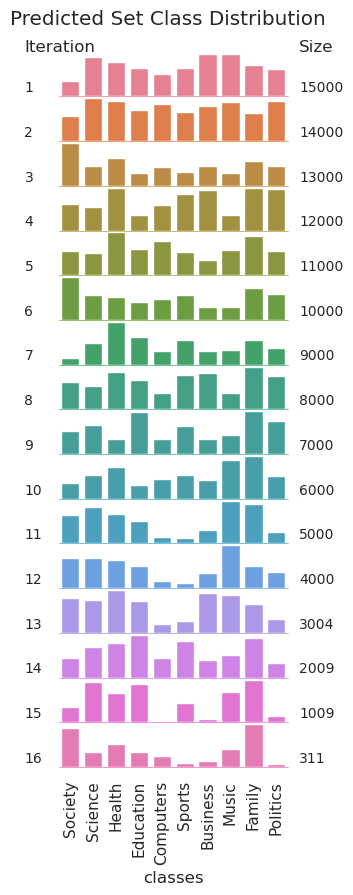 Predicted Set Class Distribution
Iteration Size
1 15000
2 14000
3 13000
4 12000
5 11000
6 10000
7 9000
8 8000
9 7000
10 6000
11 5000
12 4000
13 3004
14 2009
15 1009
16 311
Society
Science
Health
Education
Computers
Sports
Business
Music
Family
Politics
classes